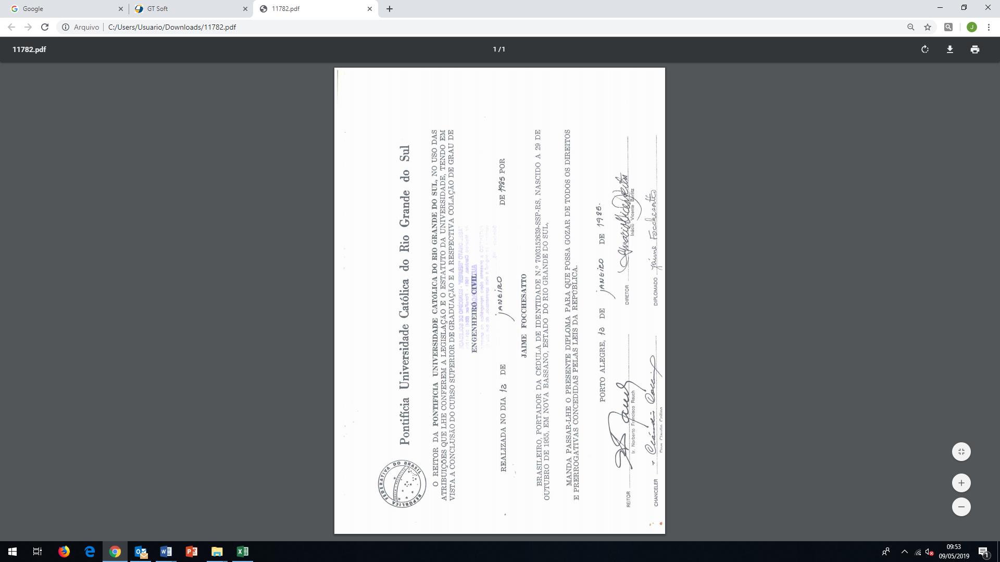 Google
GT Soft
11782.pdf
Arquivo
C:/Users/Usuario/Downloads/11782.pdf
J
11782.pdf
1 / 1
REPÚBLICA FEDERATIVA DO BRASIL
Pontifícia Universidade Católica do Rio Grande do Sul
O REITOR DA PONTIFÍCIA UNIVERSIDADE CATÓLICA DO RIO GRANDE DO SUL, NO USO DAS
ATRIBUIÇÕES QUE LHE CONFEREM A LEGISLAÇÃO E O ESTATUTO DA UNIVERSIDADE, TENDO EM
VISTA A CONCLUSÃO DO CURSO SUPERIOR DE GRADUAÇÃO E A RESPECTIVA COLAÇÃO DE GRAU DE
ENGENHEIRO CIVIL
REALIZADA NO DIA 12 DE janeiro DE 1985 POR
JAIME FOCCHESATTO
BRASILEIRO, PORTADOR DA CÉDULA DE IDENTIDADE N.º 7003152639-SSP-RS, NASCIDO A 29 DE
OUTUBRO DE 1955, EM NOVA BASSANO, ESTADO DO RIO GRANDE DO SUL,
MANDA PASSAR-LHE O PRESENTE DIPLOMA PARA QUE POSSA GOZAR DE TODOS OS DIREITOS
E PRERROGATIVAS CONCEDIDAS PELAS LEIS DA REPÚBLICA.
PORTO ALEGRE, 12 DE janeiro DE 1985.
REITOR
Ir. Norberto Francisco Rauch
DIRETOR
Inácio Vicente Berlitz
CHANCELER
Dom Claudio Colling
DIPLOMADO Jaime Focchesatto
09:53
09/05/2019
1